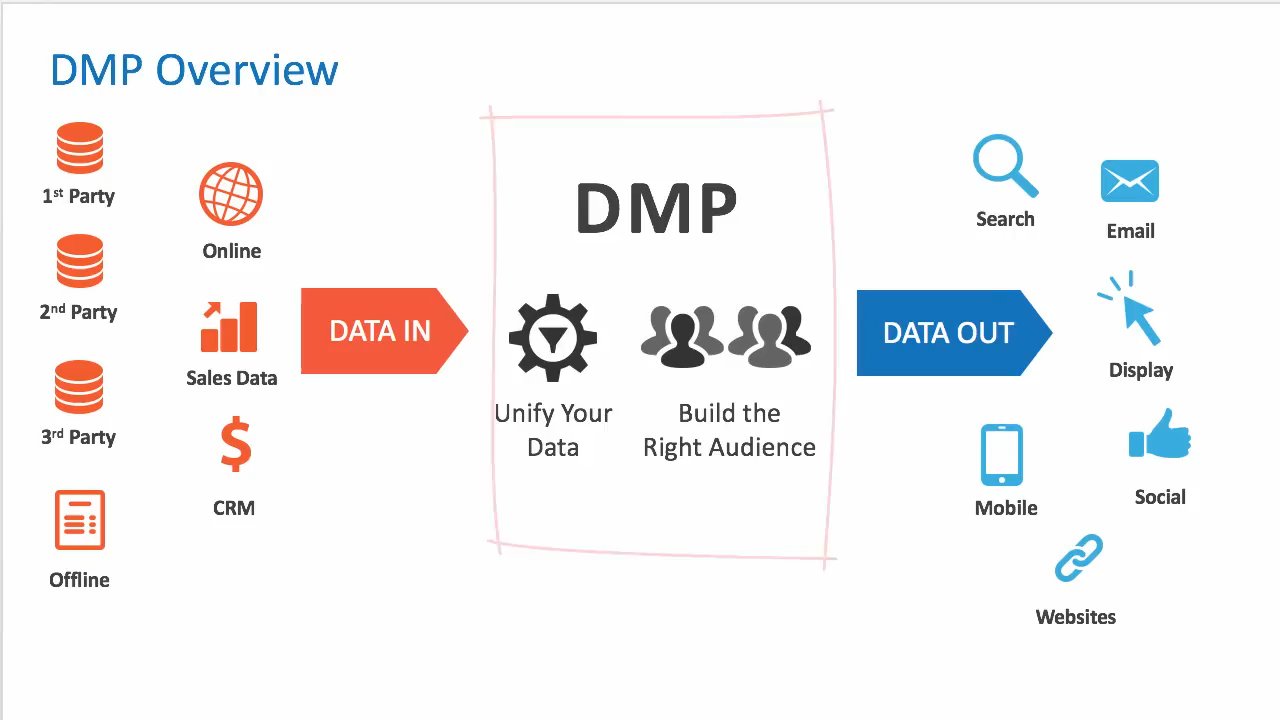 DMP Overview
1st Party
2nd Party
3rd Party
Offline
Online
Sales Data
$
CRM
DATA IN
DMP
Unify Your
Data
Build the
Right Audience
DATA OUT
Search
Email
Display
Mobile
Social
Websites